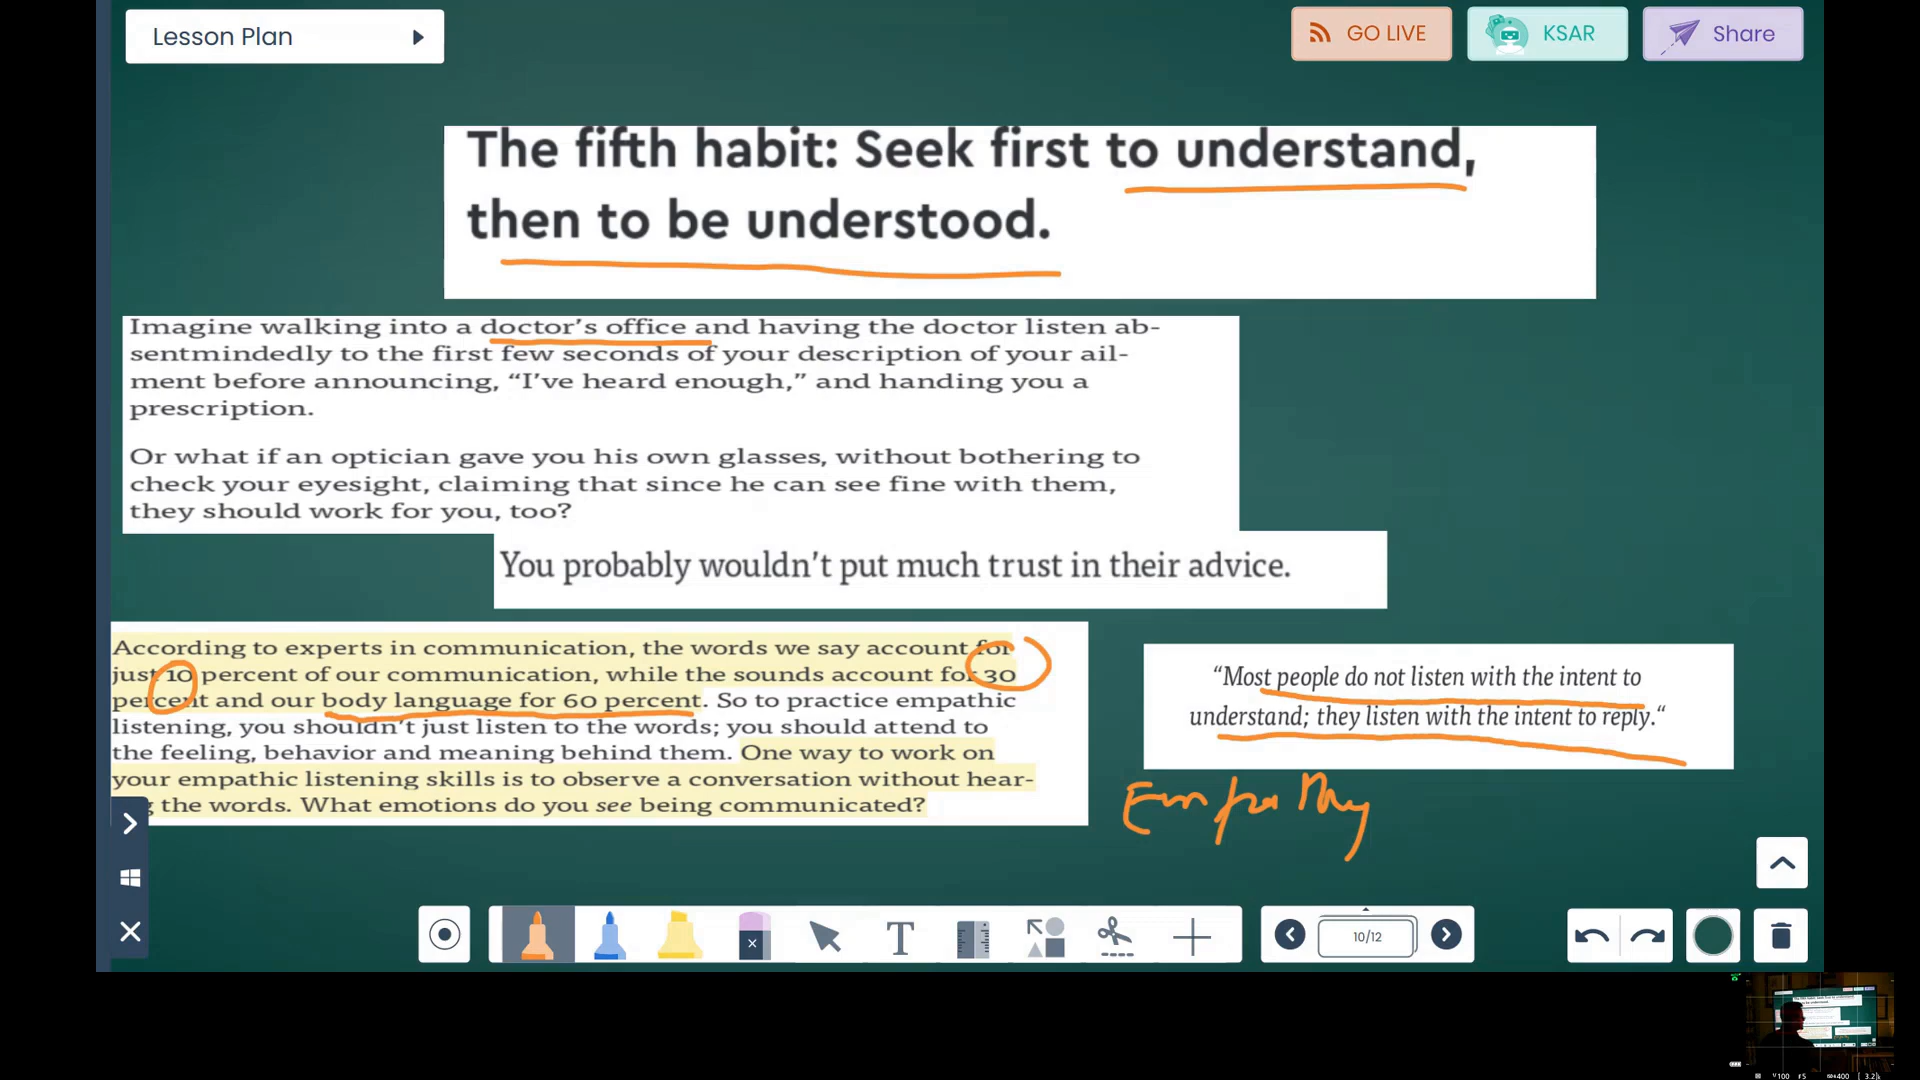 Lesson Plan
GO LIVE
KSAR
Share
The fifth habit: Seek first to understand,
then to be understood.
Imagine walking into a doctor's office and having the doctor listen ab-
sentmindedly to the first few seconds of your description of your ail-
ment before announcing, “I've heard enough,” and handing you a
prescription.
Or what if an optician gave you his own glasses, without bothering to
check your eyesight, claiming that since he can see fine with them,
they should work for you, too?
You probably wouldn't put much trust in their advice.
According to experts in communication, the words we say account for
just 10 percent of our communication, while the sounds account for 30
percent and our body language for 60 percent. So to practice empathic
listening, you shouldn't just listen to the words; you should attend to
the feeling, behavior and meaning behind them. One way to work on
your empathic listening skills is to observe a conversation without hear-
g the words. What emotions do you see being communicated?
“Most people do not listen with the intent to
understand; they listen with the intent to reply.“
Empathy
T
10/12